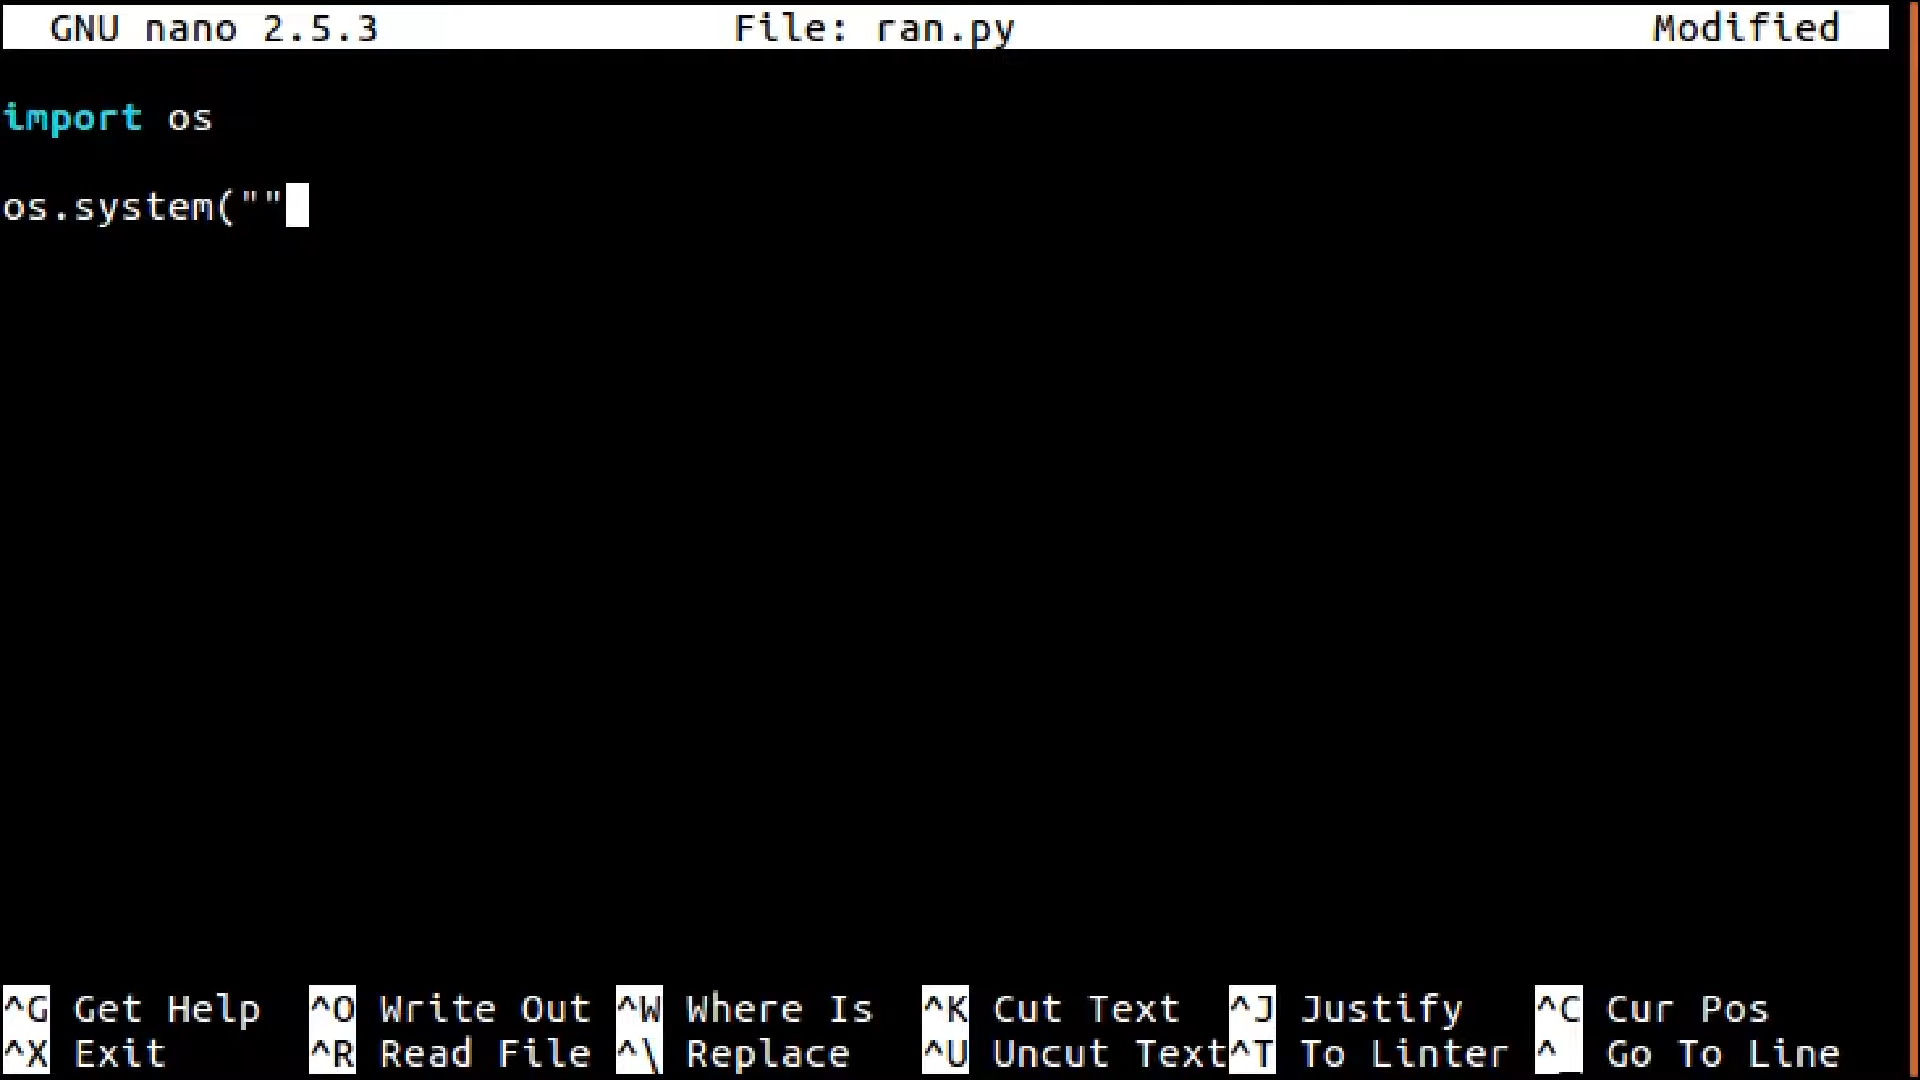 GNU nano 2.5.3 File: ran.py Modified
import os
os.system(""
^G Get Help ^O Write Out ^W Where Is ^K Cut Text ^J Justify ^C Cur Pos
^X Exit ^R Read File ^\ Replace ^U Uncut Text ^T To Linter ^_ Go To Line